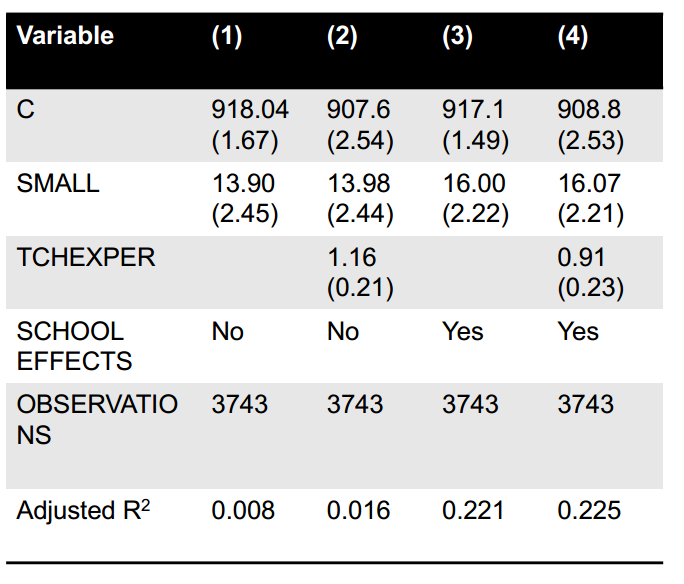 Variable (1) (2) (3) (4)
C 918.04 907.6 917.1 908.8
(1.67) (2.54) (1.49) (2.53)
SMALL 13.90 13.98 16.00 16.07
(2.45) (2.44) (2.22) (2.21)
TCHEXPER 1.16 0.91
(0.21) (0.23)
SCHOOL No No Yes Yes
EFFECTS
OBSERVATIO 3743 3743 3743 3743
NS
Adjusted R² 0.008 0.016 0.221 0.225